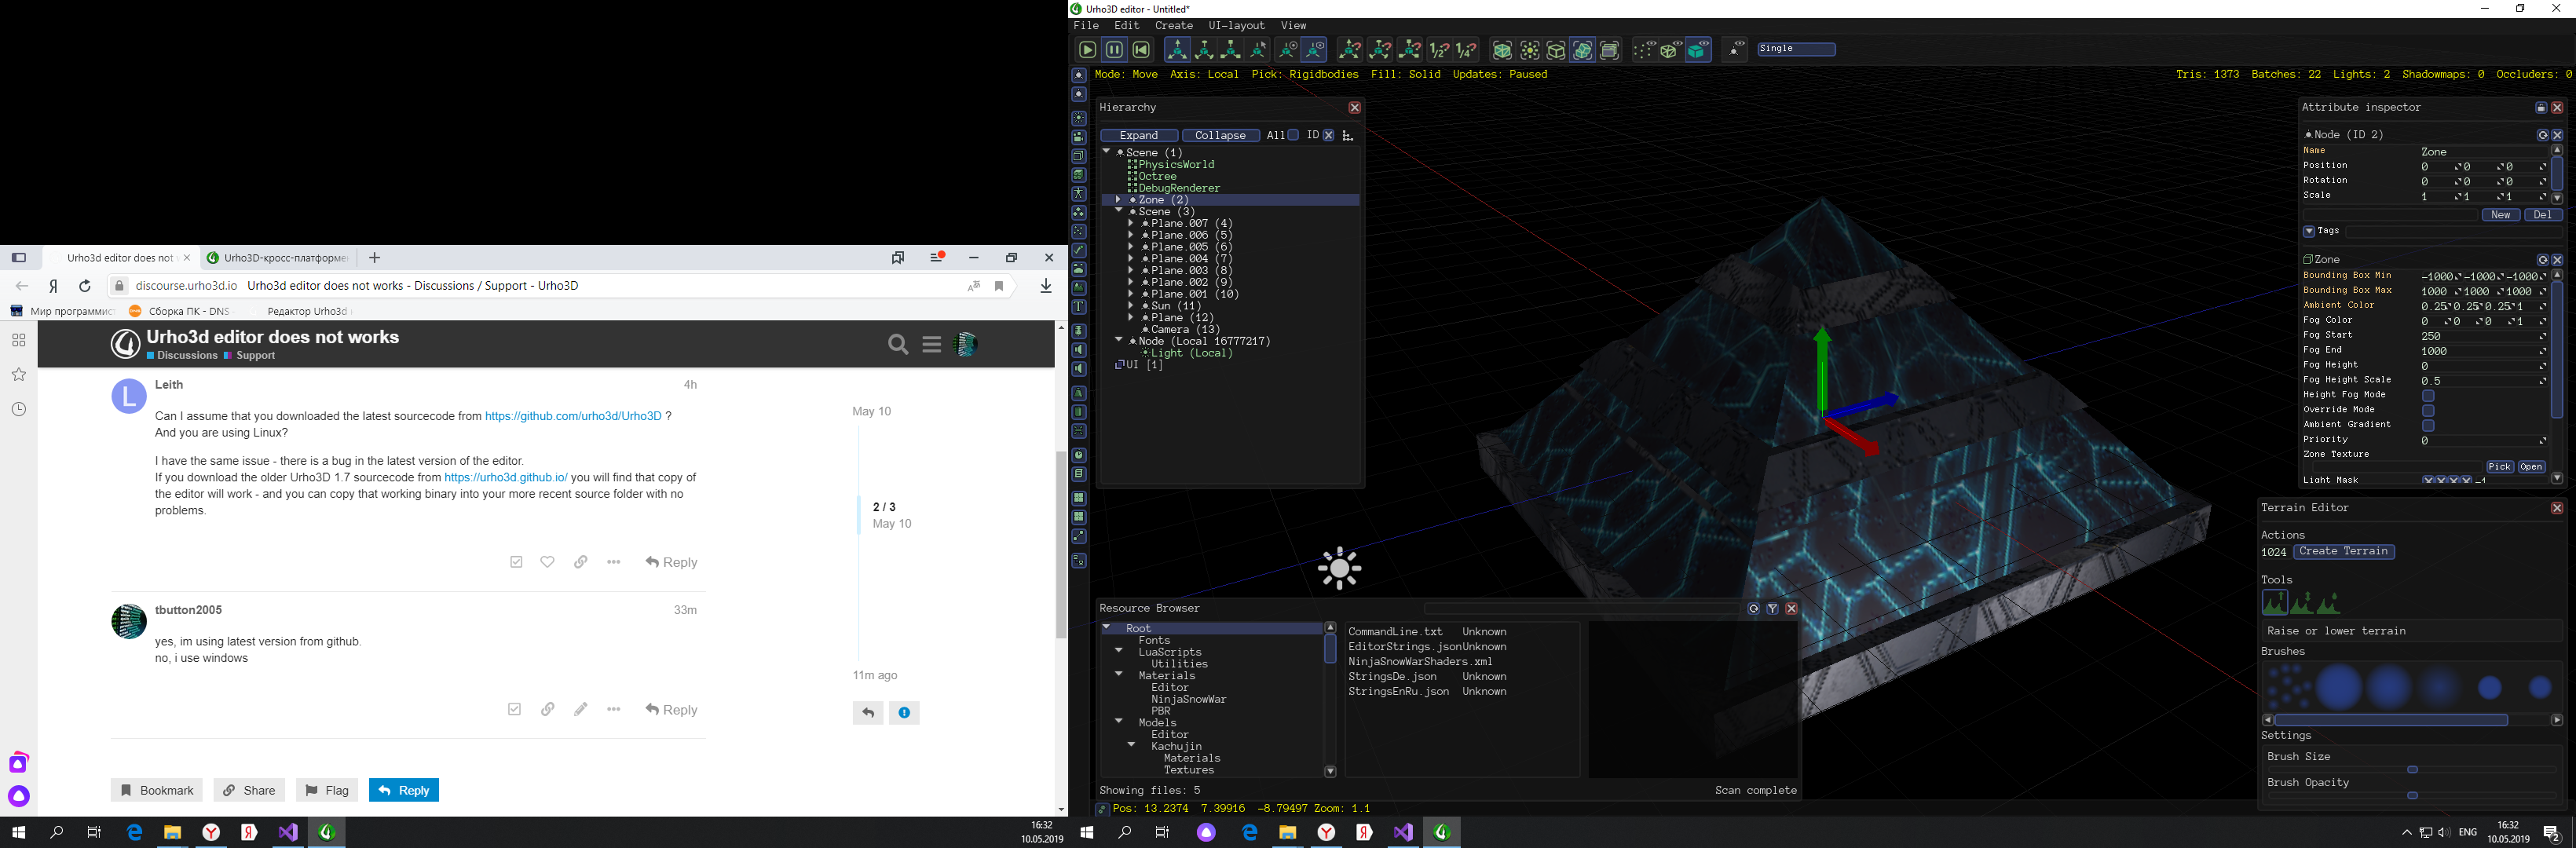 Urho3d editor does not
Urho3D-кросс-платформе
discourse.urho3d.io Urho3d editor does not works - Discussions / Support - Urho3D
Мир программис
Сборка ПК - DNS
Редактор Urho3d
Urho3d editor does not works
Discussions Support
L
Leith 4h
Can I assume that you downloaded the latest sourcecode from https://github.com/urho3d/Urho3D ?
And you are using Linux?
I have the same issue - there is a bug in the latest version of the editor.
If you download the older Urho3D 1.7 sourcecode from https://urho3d.github.io/ you will find that copy of
the editor will work - and you can copy that working binary into your more recent source folder with no
problems.
Reply
May 10
2 / 3
May 10
11m ago
tbutton2005 33m
yes, im using latest version from github.
no, i use windows
Reply
Bookmark Share Flag Reply
16:32
10.05.2019
Urho3D editor - Untitled*
File Edit Create UI-layout View
Single
Mode: Move Axis: Local Pick: Rigidbodies Fill: Solid Updates: Paused
Tris: 1373 Batches: 22 Lights: 2 Shadowmaps: 0 Occluders: 0
Hierarchy
Expand Collapse All ID
Scene (1)
PhysicsWorld
Octree
DebugRenderer
Zone (2)
Scene (3)
Plane.007 (4)
Plane.006 (5)
Plane.005 (6)
Plane.004 (7)
Plane.003 (8)
Plane.002 (9)
Plane.001 (10)
Sun (11)
Plane (12)
Camera (13)
Node (Local 16777217)
Light (Local)
UI [1]
Attribute inspector
Node (ID 2)
Name Zone
Position 0 0 0
Rotation 0 0 0
Scale 1 1 1
New Del
Tags
Zone
Bounding Box Min -1000 -1000 -1000
Bounding Box Max 1000 1000 1000
Ambient Color 0.25 0.25 0.25 1
Fog Color 0 0 0 1
Fog Start 250
Fog End 1000
Fog Height 0
Fog Height Scale 0.5
Height Fog Mode
Override Mode
Ambient Gradient
Priority 0
Zone Texture
Pick Open
Light Mask -1
Terrain Editor
Actions
1024 Create Terrain
Tools
Raise or lower terrain
Brushes
Settings
Brush Size
Brush Opacity
Resource Browser
Root
Fonts
LuaScripts
Utilities
Materials
Editor
NinjaSnowWar
PBR
Models
Editor
Kachujin
Materials
Textures
CommandLine.txt Unknown
EditorStrings.json Unknown
NinjaSnowWarShaders.xml
StringsDe.json Unknown
StringsEnRu.json Unknown
Showing files: 5
Scan complete
Pos: 13.2374 7.39916 -8.79497 Zoom: 1.1
ENG
16:32
10.05.2019
2